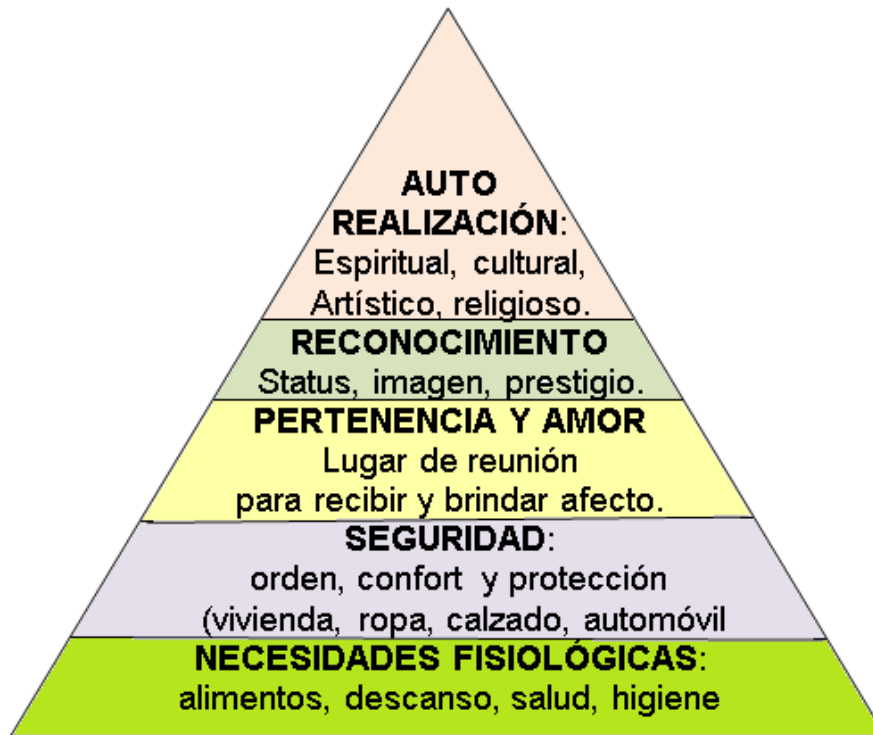 AUTO
REALIZACIÓN:
Espiritual, cultural,
Artístico, religioso.
RECONOCIMIENTO
Status, imagen, prestigio.
PERTENENCIA Y AMOR
Lugar de reunión
para recibir y brindar afecto.
SEGURIDAD:
orden, confort y protección
(vivienda, ropa, calzado, automóvil
NECESIDADES FISIOLÓGICAS:
alimentos, descanso, salud, higiene